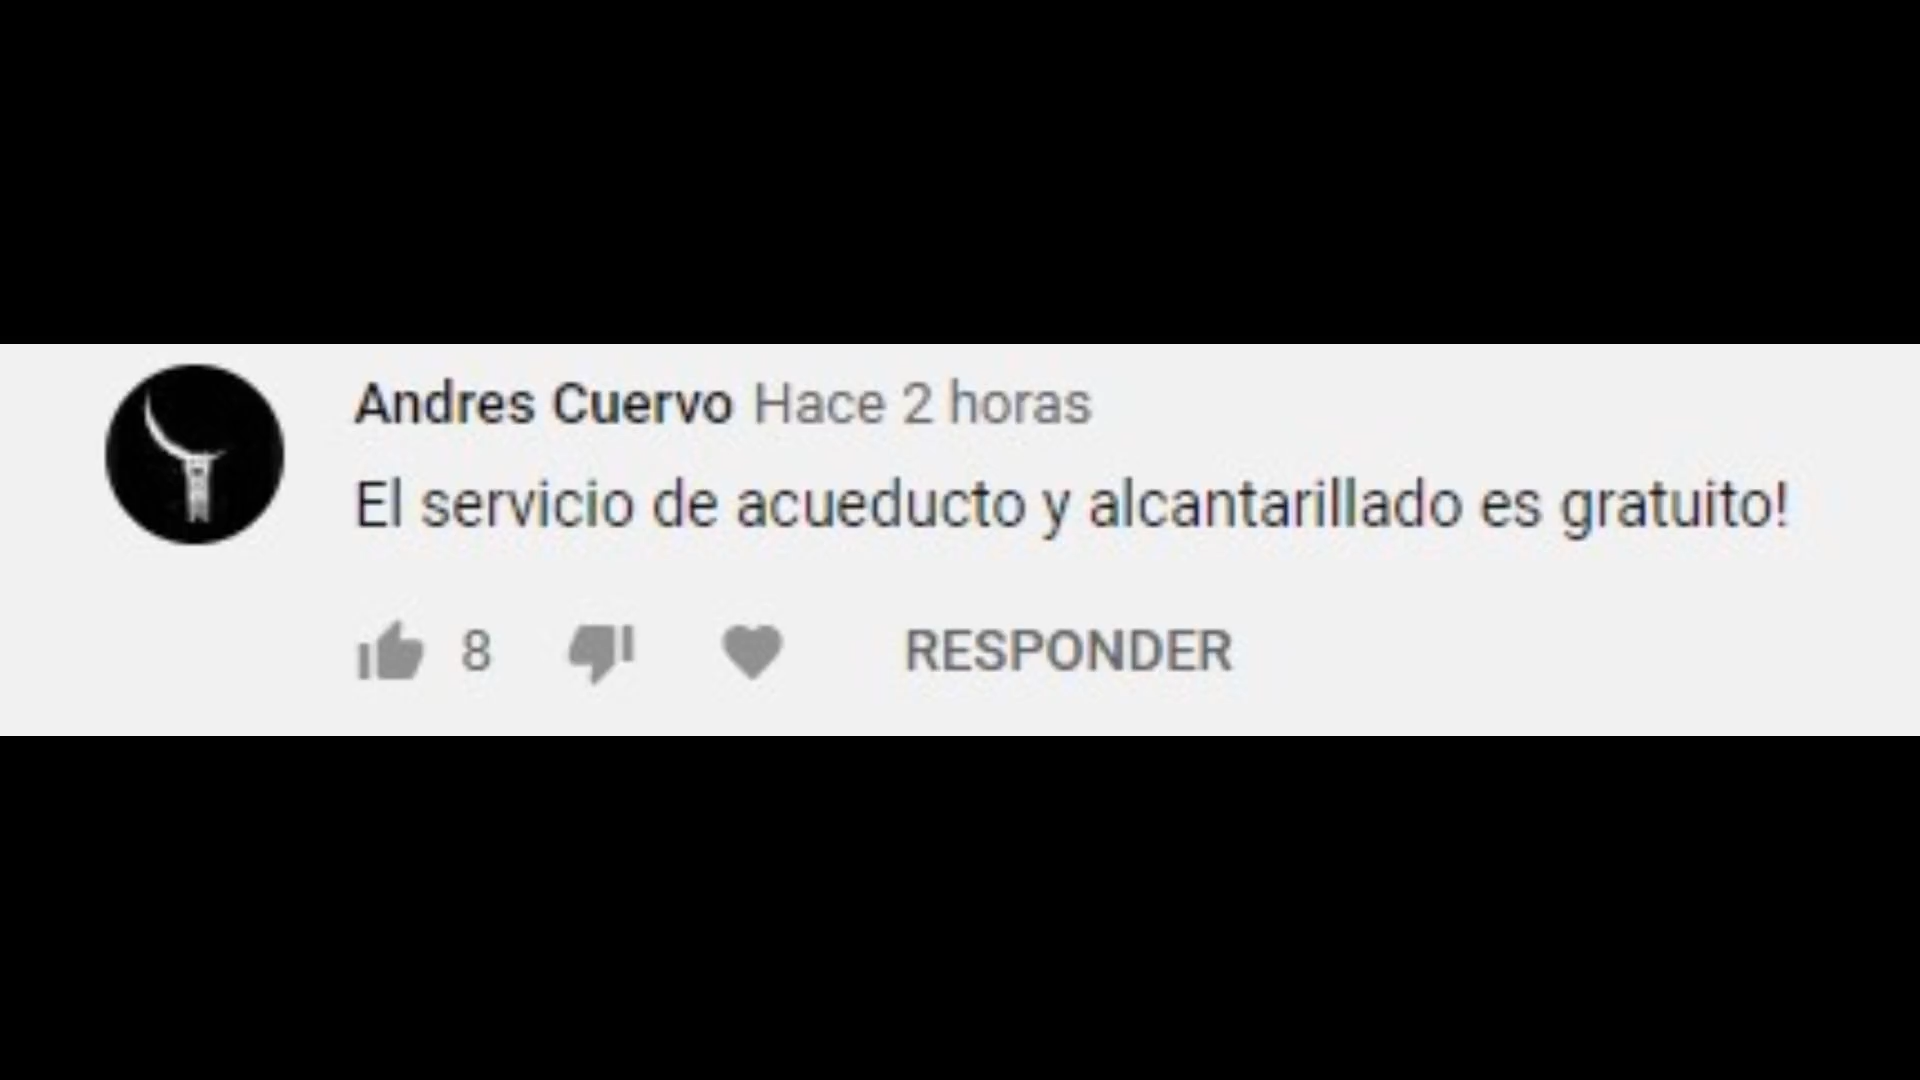 Andres Cuervo Hace 2 horas
El servicio de acueducto y alcantarillado es gratuito!
8 RESPONDER